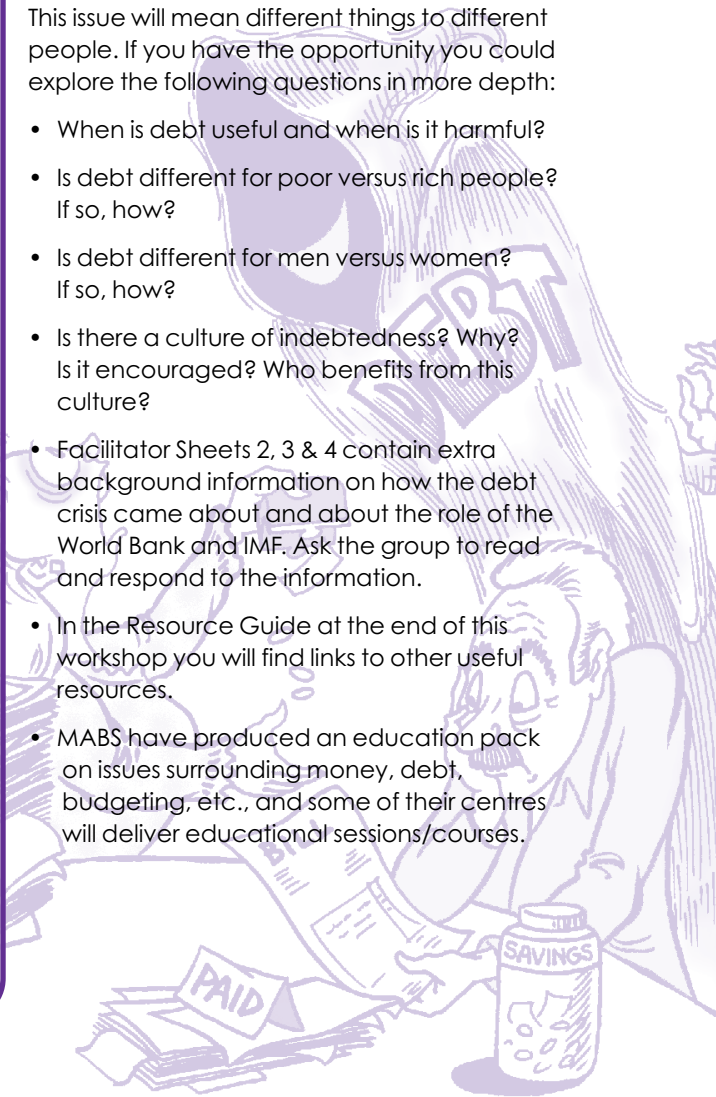 This issue will mean different things to different
people. If you have the opportunity you could
explore the following questions in more depth:
• When is debt useful and when is it harmful?
• Is debt different for poor versus rich people?
If so, how?
• Is debt different for men versus women?
If so, how?
• Is there a culture of indebtedness? Why?
Is it encouraged? Who benefits from this
culture?
• Facilitator Sheets 2, 3 & 4 contain extra
background information on how the debt
crisis came about and about the role of the
World Bank and IMF. Ask the group to read
and respond to the information.
• In the Resource Guide at the end of this
workshop you will find links to other useful
resources.
• MABS have produced an education pack
on issues surrounding money, debt,
budgeting, etc., and some of their centres
will deliver educational sessions/courses.
DEBT
BILL
PAID
SAVINGS